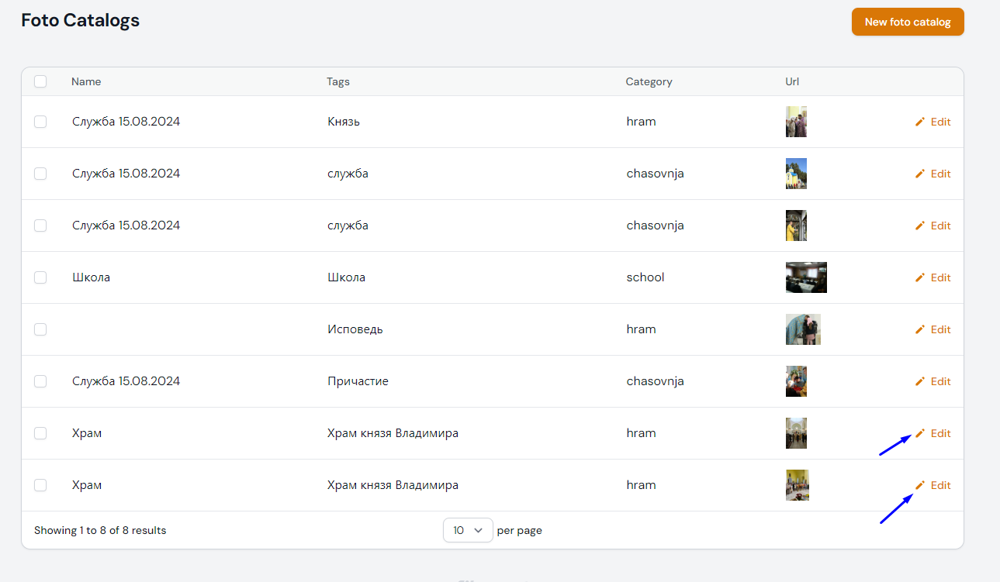 Foto Catalogs
New foto catalog
Name Tags Category Url
Служба 15.08.2024 Князь hram Edit
Служба 15.08.2024 служба chasovnja Edit
Служба 15.08.2024 служба chasovnja Edit
Школа Школа school Edit
Исповедь hram Edit
Служба 15.08.2024 Причастие chasovnja Edit
Храм Храм князя Владимира hram Edit
Храм Храм князя Владимира hram Edit
Showing 1 to 8 of 8 results 10 per page